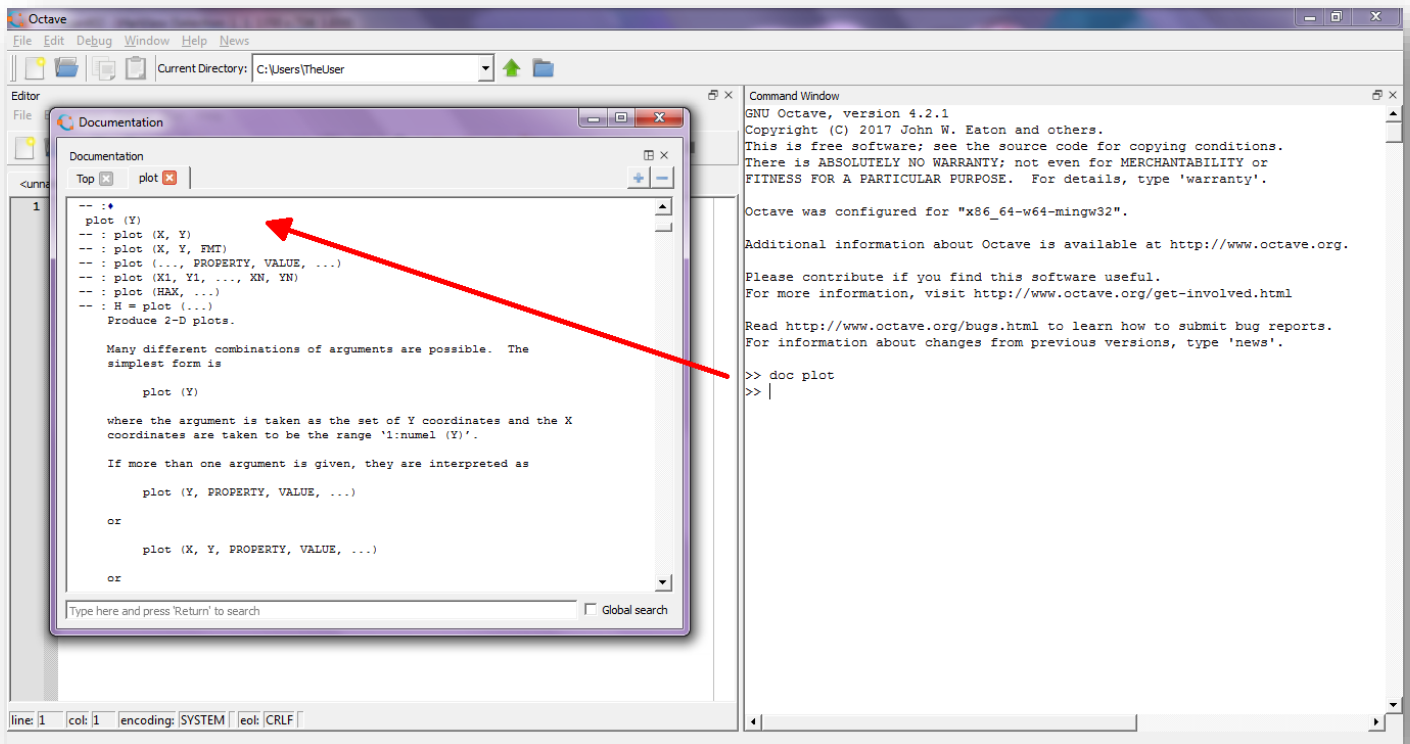 Octave
File Edit Debug Window Help News
Current Directory: C:\Users\TheUser
Editor
File
<unna
1
Documentation
Documentation
Top plot
-- :♦
plot (Y)
-- : plot (X, Y)
-- : plot (X, Y, FMT)
-- : plot (..., PROPERTY, VALUE, ...)
-- : plot (X1, Y1, ..., XN, YN)
-- : plot (HAX, ...)
-- : H = plot (...)
Produce 2-D plots.
Many different combinations of arguments are possible.  The
simplest form is
plot (Y)
where the argument is taken as the set of Y coordinates and the X
coordinates are taken to be the range ‘1:numel (Y)’.
If more than one argument is given, they are interpreted as
plot (Y, PROPERTY, VALUE, ...)
or
plot (X, Y, PROPERTY, VALUE, ...)
or
Type here and press 'Return' to search
Global search
line: 1 col: 1 encoding: SYSTEM eol: CRLF
Command Window
GNU Octave, version 4.2.1
Copyright (C) 2017 John W. Eaton and others.
This is free software; see the source code for copying conditions.
There is ABSOLUTELY NO WARRANTY; not even for MERCHANTABILITY or
FITNESS FOR A PARTICULAR PURPOSE.  For details, type 'warranty'.
Octave was configured for "x86_64-w64-mingw32".
Additional information about Octave is available at http://www.octave.org.
Please contribute if you find this software useful.
For more information, visit http://www.octave.org/get-involved.html
Read http://www.octave.org/bugs.html to learn how to submit bug reports.
For information about changes from previous versions, type 'news'.
>> doc plot
>>